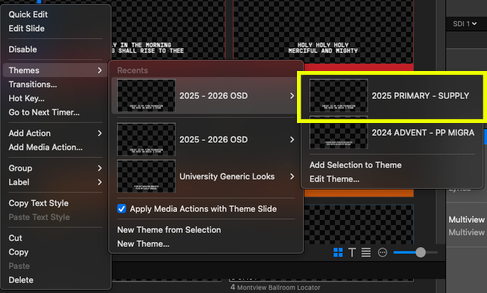 Quick Edit
Edit Slide
Disable
Themes
Transitions...
Hot Key...
Go to Next Timer...
Add Action
Add Media Action...
Group
Label
Copy Text Style
Paste Text Style
Cut
Copy
Paste
Delete
LY IN THE MORNING
SHALL RISE TO THEE
HOLY HOLY HOLY
MERCIFUL AND MIGHTY
Recents
2025 - 2026 OSD
2025 - 2026 OSD
University Generic Looks
Apply Media Actions with Theme Slide
New Theme from Selection
New Theme...
2025 PRIMARY - SUPPLY
2024 ADVENT - PP MIGRA
Add Selection to Theme
Edit Theme...
SDI 1
Multiview
Multiview
4 Montview Ballroom Locator